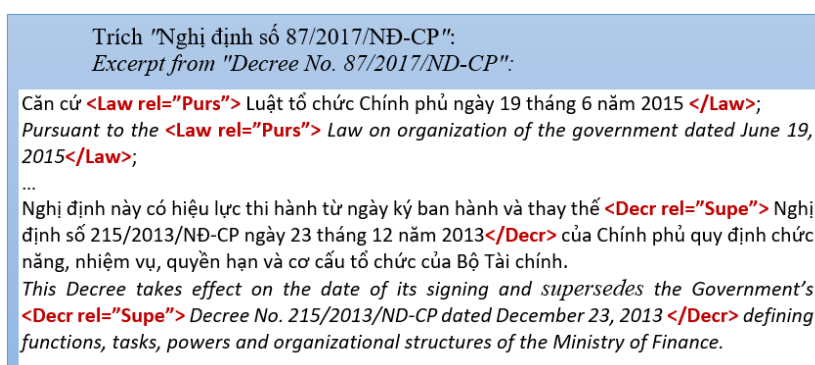 Trích "Nghị định số 87/2017/NĐ-CP":
Excerpt from "Decree No. 87/2017/ND-CP":
Căn cứ <Law rel=”Purs”> Luật tổ chức Chính phủ ngày 19 tháng 6 năm 2015 </Law>;
Pursuant to the <Law rel=”Purs”> Law on organization of the government dated June 19,
2015</Law>;
...
Nghị định này có hiệu lực thi hành từ ngày ký ban hành và thay thế <Decr rel=”Supe”> Nghị
định số 215/2013/NĐ-CP ngày 23 tháng 12 năm 2013</Decr> của Chính phủ quy định chức
năng, nhiệm vụ, quyền hạn và cơ cấu tổ chức của Bộ Tài chính.
This Decree takes effect on the date of its signing and supersedes the Government’s
<Decr rel=”Supe”> Decree No. 215/2013/ND-CP dated December 23, 2013 </Decr> defining
functions, tasks, powers and organizational structures of the Ministry of Finance.